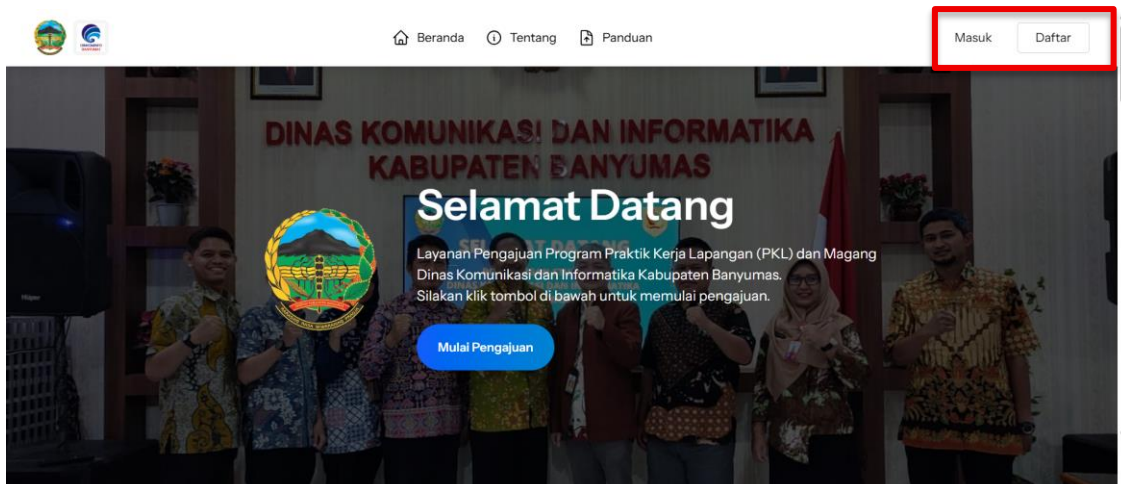 Beranda
Tentang
Panduan
Masuk
Daftar
DINAS KOMUNIKASI DAN INFORMATIKA
KABUPATEN BANYUMAS
Selamat Datang
Layanan Pengajuan Program Praktik Kerja Lapangan (PKL) dan Magang
Dinas Komunikasi dan Informatika Kabupaten Banyumas.
Silakan klik tombol di bawah untuk memulai pengajuan.
Mulai Pengajuan